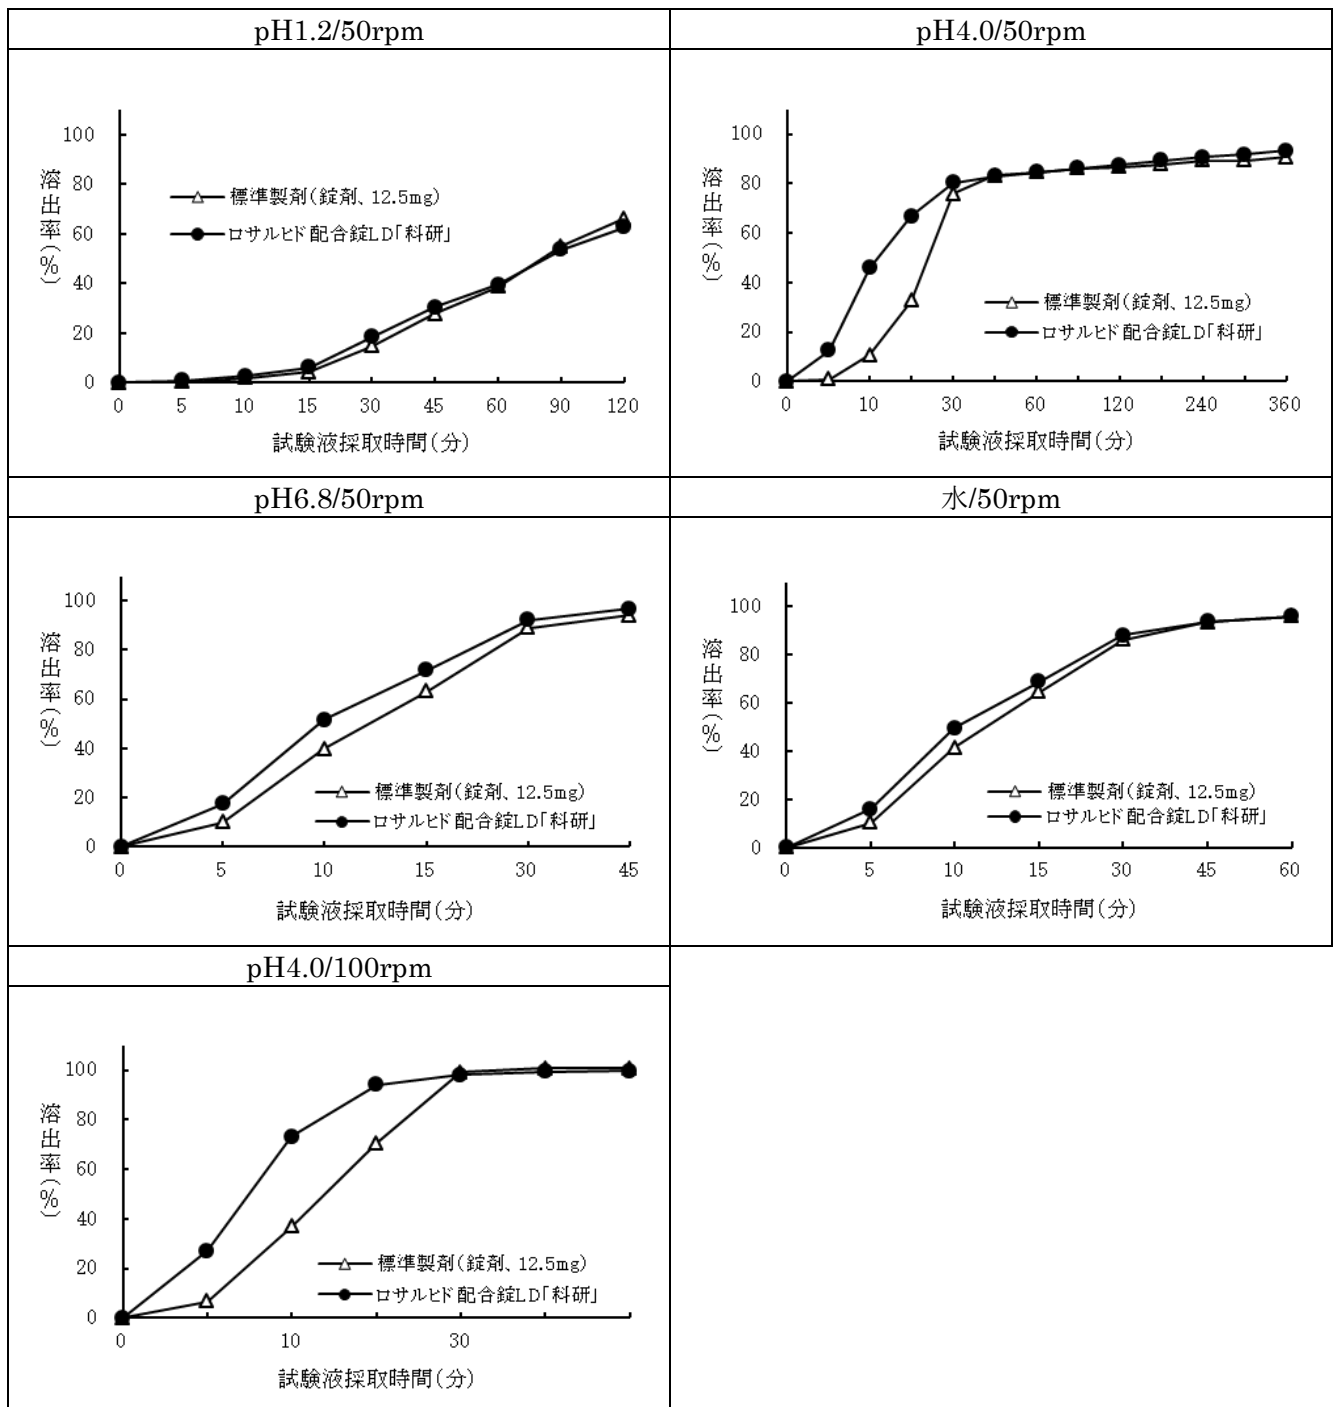 pH1.2/50rpm
pH4.0/50rpm
100
80
60
40
20
0
溶出率(%)
標準製剤(錠剤、12.5mg)
ロサルヒド配合錠LD「科研」
0 5 10 15 30 45 60 90 120
試験液採取時間(分)
100
80
60
40
20
0
溶出率(%)
標準製剤(錠剤、12.5mg)
ロサルヒド配合錠LD「科研」
0 10 30 60 120 240 360
試験液採取時間(分)
pH6.8/50rpm
水/50rpm
100
80
60
40
20
0
溶出率(%)
標準製剤(錠剤、12.5mg)
ロサルヒド配合錠LD「科研」
0 5 10 15 30 45
試験液採取時間(分)
100
80
60
40
20
0
溶出率(%)
標準製剤(錠剤、12.5mg)
ロサルヒド配合錠LD「科研」
0 5 10 15 30 45 60
試験液採取時間(分)
pH4.0/100rpm
100
80
60
40
20
0
溶出率(%)
標準製剤(錠剤、12.5mg)
ロサルヒド配合錠LD「科研」
0 10 30
試験液採取時間(分)